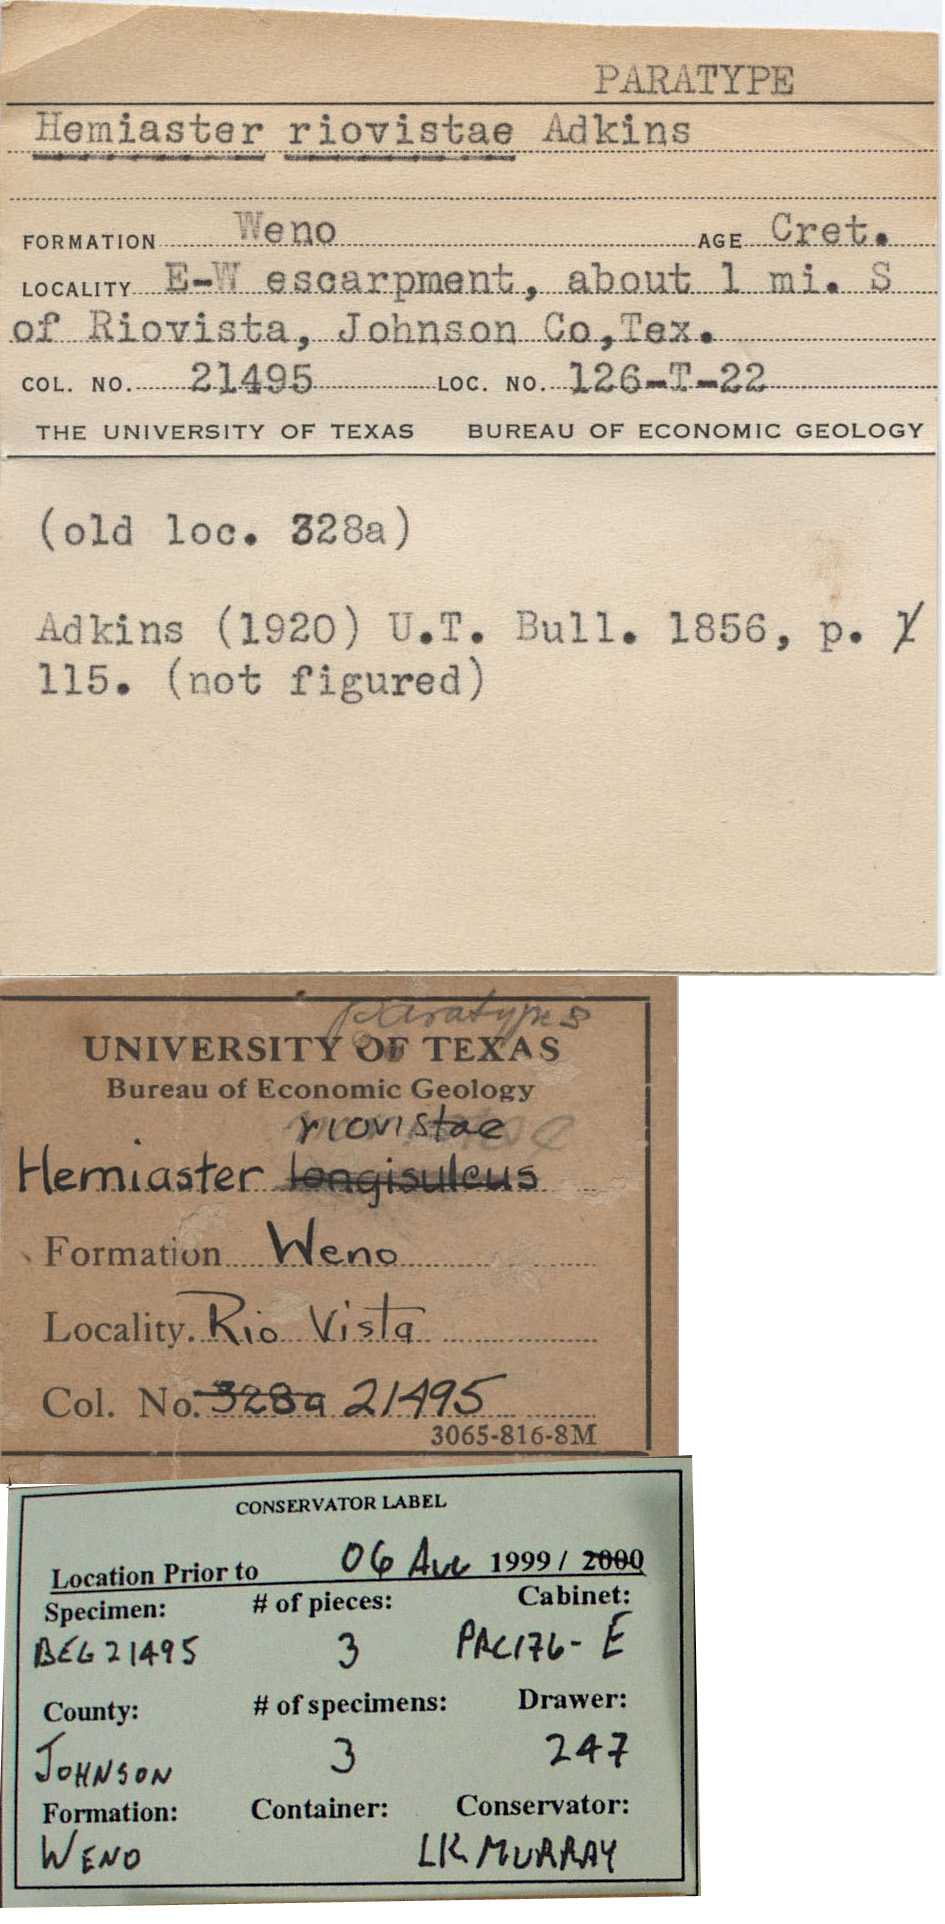 PARATYPE
Hemiaster riovistae Adkins
FORMATION Weno AGE Cret.
LOCALITY E-W escarpment, about 1 mi. S
of Riovista, Johnson Co,Tex.
COL. NO. 21495 LOC. NO. 126-T-22
THE UNIVERSITY OF TEXAS BUREAU OF ECONOMIC GEOLOGY
(old loc. 328a)
Adkins (1920) U.T. Bull. 1856, p.
115. (not figured)
paratypes
UNIVERSITY OF TEXAS
Bureau of Economic Geology
riovistae
Hemiaster longisulcus
Formation Weno
Locality. Rio Vista
Col. No. 328a 21495
3065-816-8M
CONSERVATOR LABEL
Location Prior to 06 Aug 1999 / 2000
Specimen: # of pieces: Cabinet:
BEG21495 3 PRC176- E
County: # of specimens: Drawer:
JOHNSON 3 247
Formation: Container: Conservator:
WENO LK MURRAY